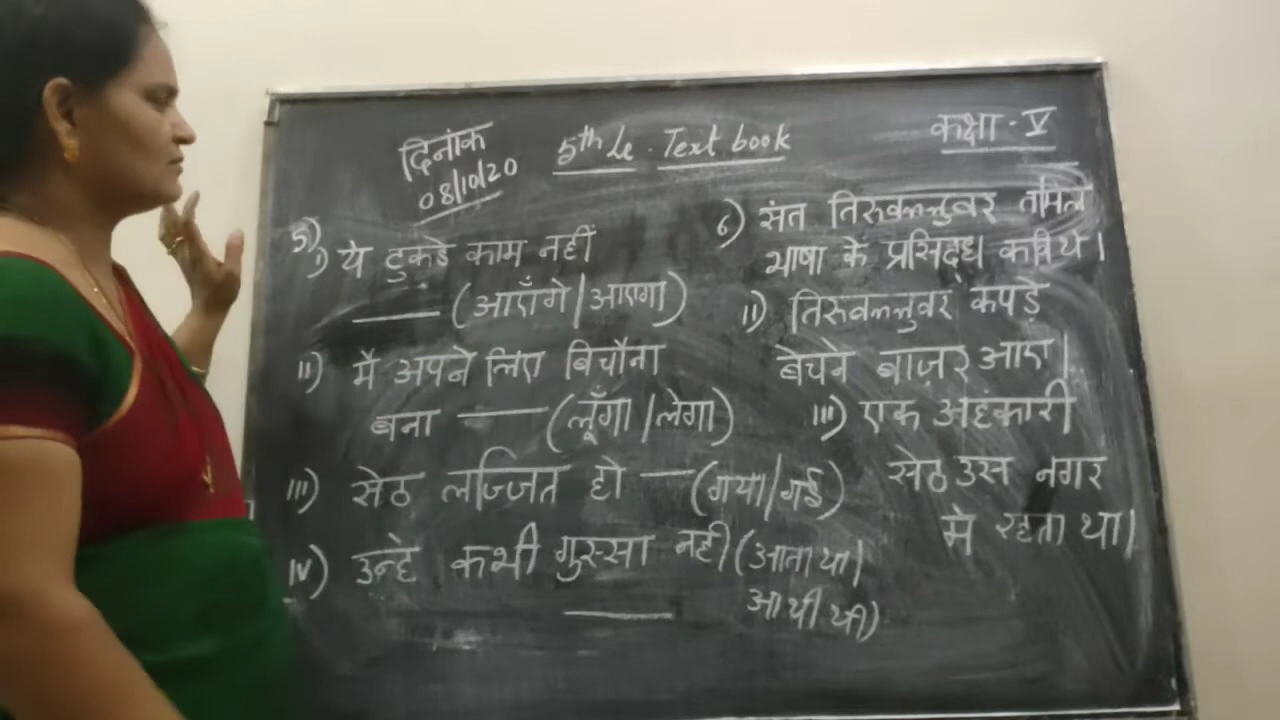 दिनांक
08/10/20
5th Le. Text book
कक्षा - V
5) i) ये टुकडे काम नहीं
____ (आएँगे/आएगा)
ii) मै अपने लिए बिचौना
बना ____ (लूँगा/लेगा)
iii) सेठ लज्जित हो __ (गया/गई)
iv) उन्हे कभी गुस्सा नही (आता था/
____ आयी थी)
6) संत तिरुवल्लुवर तमिल
भाषा के प्रसिद्ध कवि थे।
ii) तिरुवल्लुवर कपडे
बेचने बाज़र आए।
iii) एक अहंकारी
सेठ उस नगर
मे रहता था।